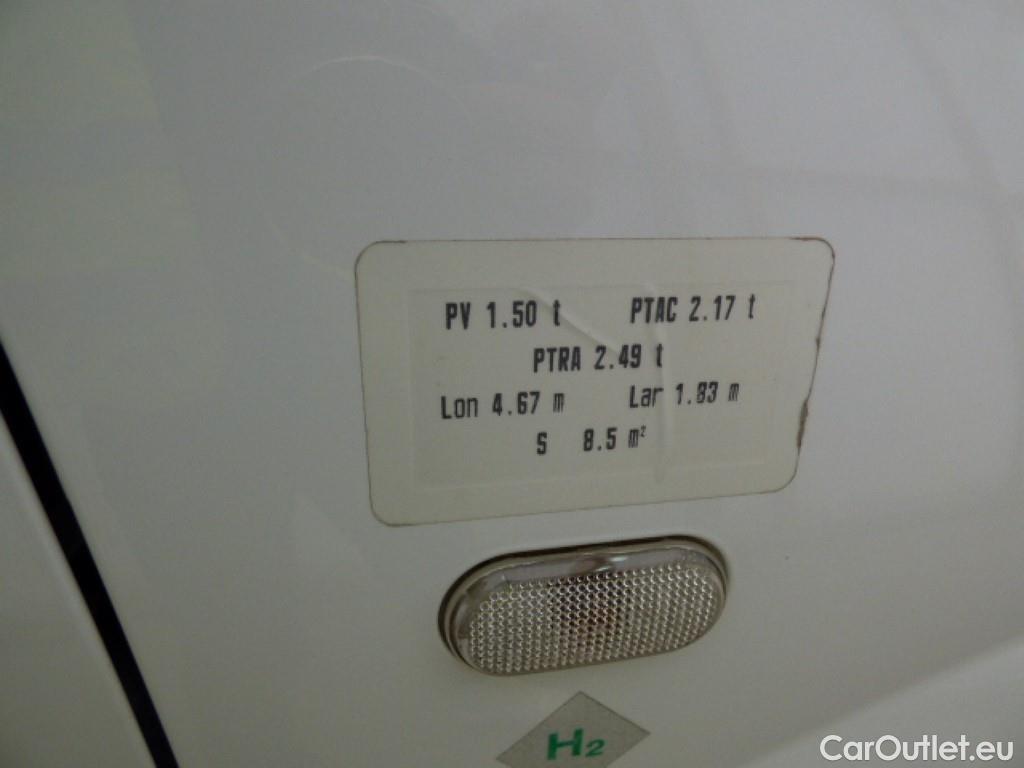 PV 1.50 t PTAC 2.17 t
PTRA 2.49 t
Lon 4.67 m Lar 1.83 m
S 8.5 m²
H2
CarOutlet.eu